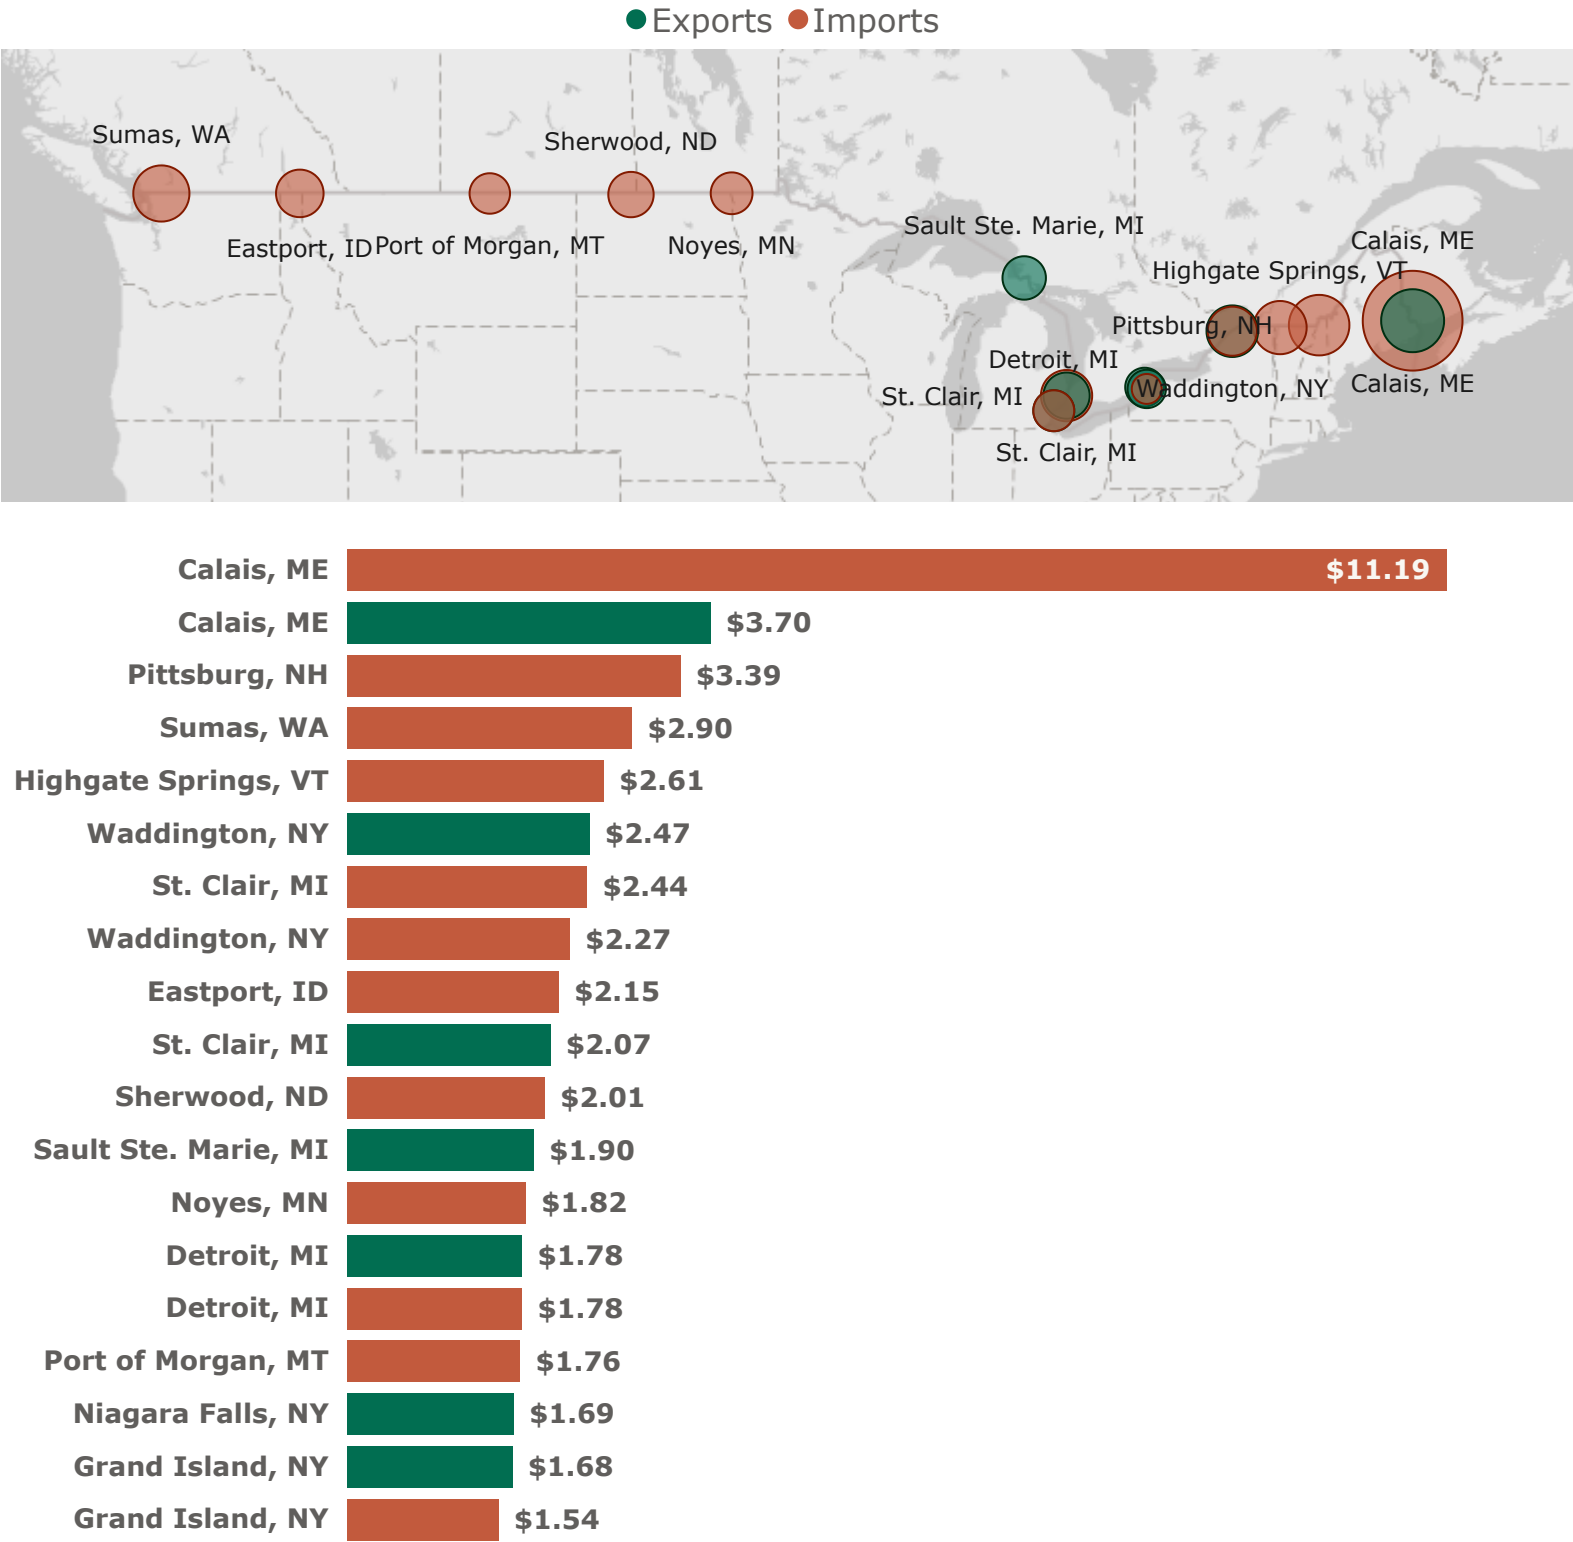 Exports Imports
Sumas, WA
Sherwood, ND
Eastport, ID
Port of Morgan, MT
Noyes, MN
Sault Ste. Marie, MI
Calais, ME
Highgate Springs, VT
Pittsburg, NH
Detroit, MI
St. Clair, MI
Waddington, NY
Calais, ME
St. Clair, MI
Calais, ME $11.19
Calais, ME $3.70
Pittsburg, NH $3.39
Sumas, WA $2.90
Highgate Springs, VT $2.61
Waddington, NY $2.47
St. Clair, MI $2.44
Waddington, NY $2.27
Eastport, ID $2.15
St. Clair, MI $2.07
Sherwood, ND $2.01
Sault Ste. Marie, MI $1.90
Noyes, MN $1.82
Detroit, MI $1.78
Detroit, MI $1.78
Port of Morgan, MT $1.76
Niagara Falls, NY $1.69
Grand Island, NY $1.68
Grand Island, NY $1.54